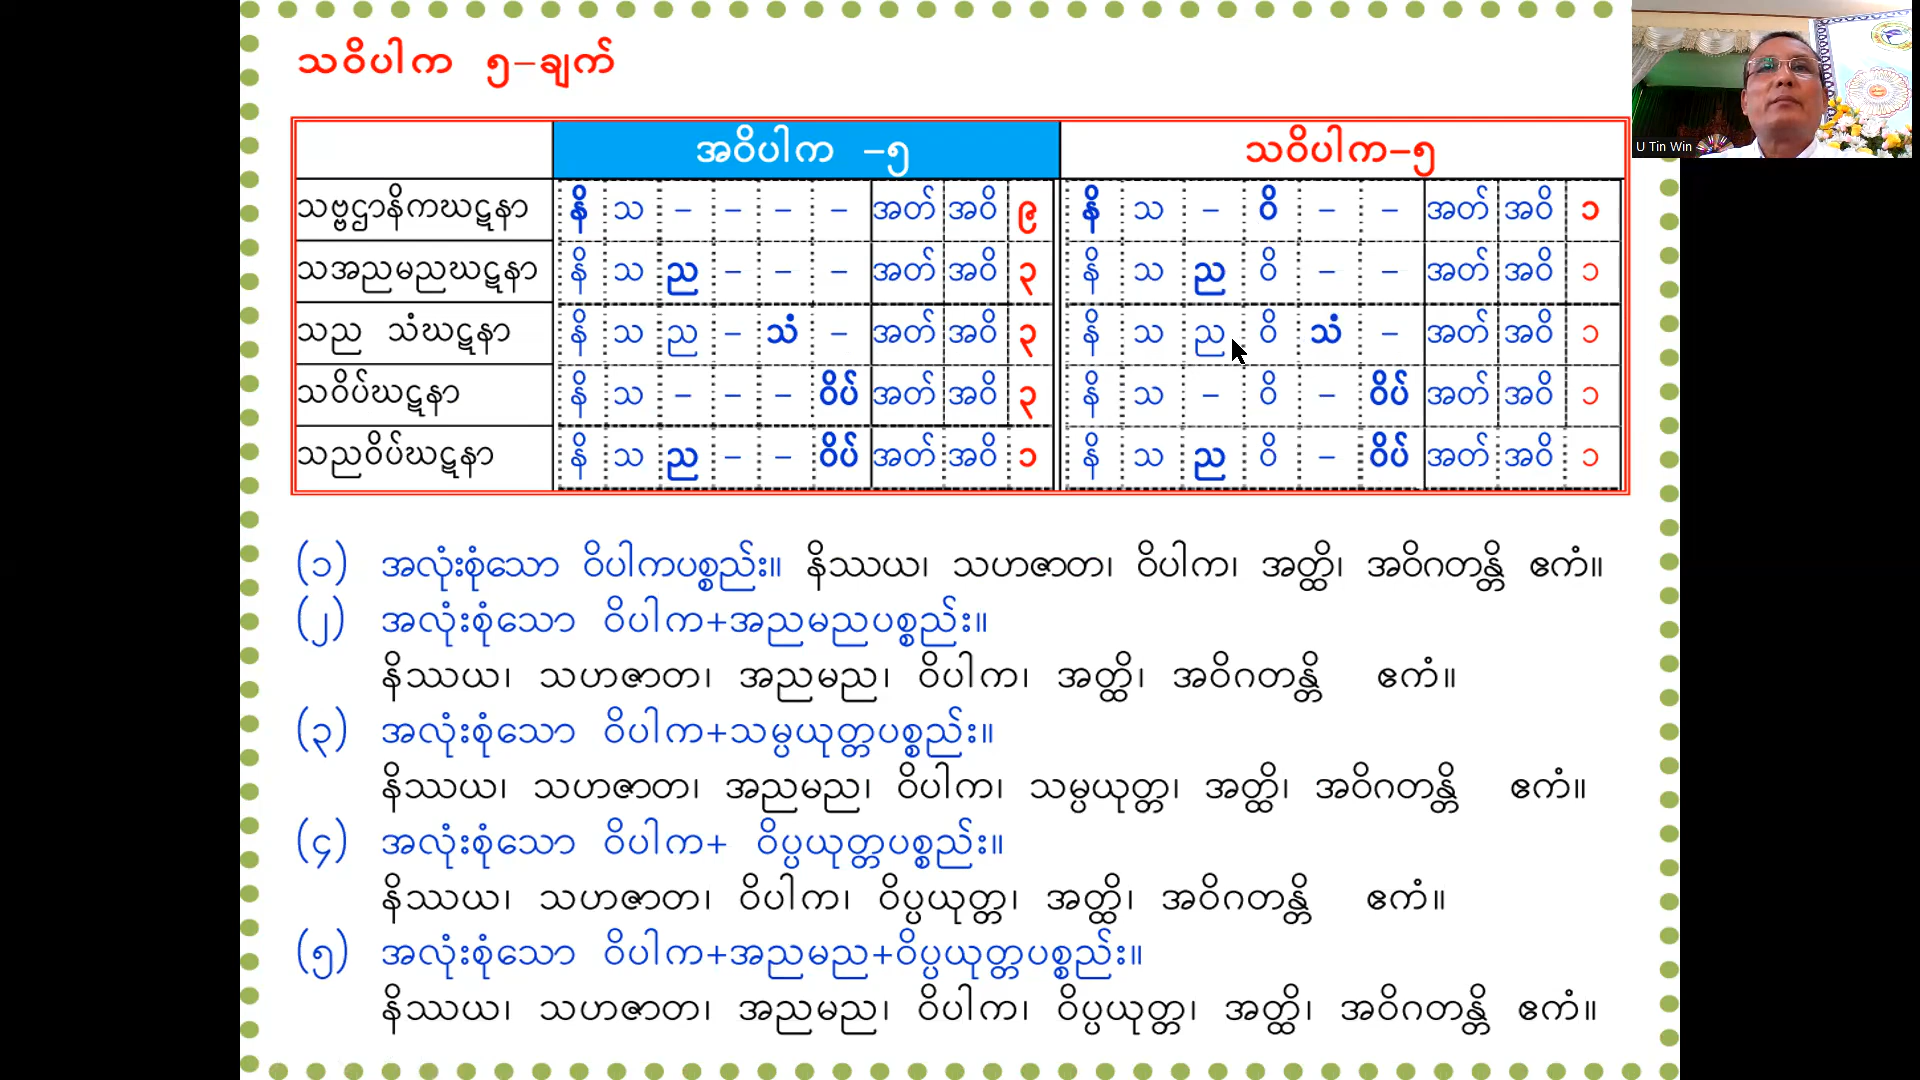 သဝိပါက ၅-ချက်
အဝိပါက -၅ သဝိပါက-၅
သဗ္ဗဌာနိကဃဋနာ နိ သ - - - - အတ် အဝိ ၉ နိ သ - ဝိ - - အတ် အဝိ ၁
သအညမညဃဋနာ နိ သ ည - - - အတ် အဝိ ၃ နိ သ ည ဝိ - - အတ် အဝိ ၁
သည သံဃဋနာ နိ သ ည - သံ - အတ် အဝိ ၃ နိ သ ည ဝိ သံ - အတ် အဝိ ၁
သဝိပ်ဃဋနာ နိ သ - - - ဝိပ် အတ် အဝိ ၃ နိ သ - ဝိ - ဝိပ် အတ် အဝိ ၁
သညဝိပ်ဃဋနာ နိ သ ည - - ဝိပ် အတ် အဝိ ၁ နိ သ ည ဝိ - ဝိပ် အတ် အဝိ ၁
(၁) အလုံးစုံသော ဝိပါကပစ္စည်း။ နိဿယ၊ သဟဇာတ၊ ဝိပါက၊ အတ္ထိ၊ အဝိဂတန္တိ ဧကံ။
(၂) အလုံးစုံသော ဝိပါက+အညမညပစ္စည်း။
နိဿယ၊ သဟဇာတ၊ အညမည၊ ဝိပါက၊ အတ္ထိ၊ အဝိဂတန္တိ ဧကံ။
(၃) အလုံးစုံသော ဝိပါက+သမ္ပယုတ္တပစ္စည်း။
နိဿယ၊ သဟဇာတ၊ အညမည၊ ဝိပါက၊ သမ္ပယုတ္တ၊ အတ္ထိ၊ အဝိဂတန္တိ ဧကံ။
(၄) အလုံးစုံသော ဝိပါက+ ဝိပ္ပယုတ္တပစ္စည်း။
နိဿယ၊ သဟဇာတ၊ ဝိပါက၊ ဝိပ္ပယုတ္တ၊ အတ္ထိ၊ အဝိဂတန္တိ ဧကံ။
(၅) အလုံးစုံသော ဝိပါက+အညမည+ဝိပ္ပယုတ္တပစ္စည်း။
နိဿယ၊ သဟဇာတ၊ အညမည၊ ဝိပါက၊ ဝိပ္ပယုတ္တ၊ အတ္ထိ၊ အဝိဂတန္တိ ဧကံ။
U Tin Win